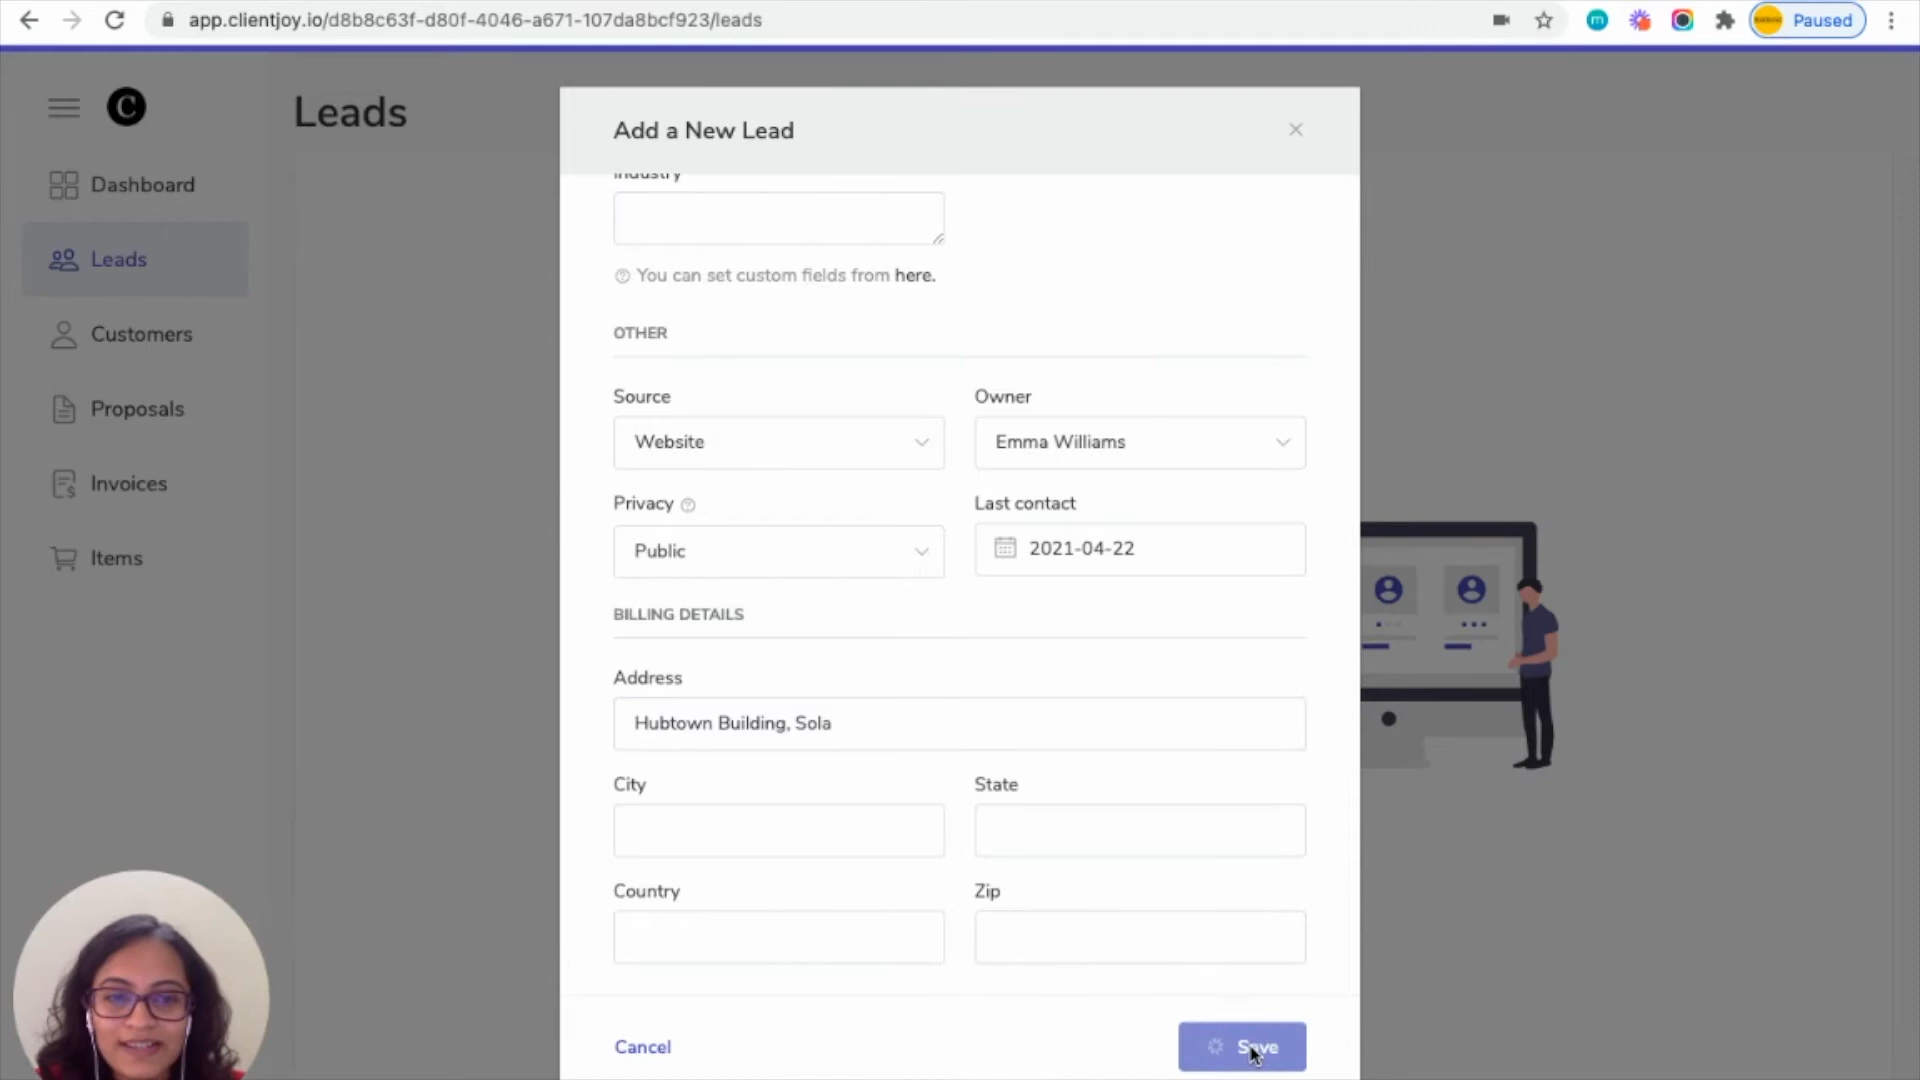 app.clientjoy.io/d8b8c63f-d80f-4046-a671-107da8bcf923/leads
m
Paused
C
Leads
Dashboard
Leads
Customers
Proposals
Invoices
Items
Add a New Lead
Industry
You can set custom fields from here.
OTHER
Source
Owner
Website
Emma Williams
Privacy
Last contact
Public
2021-04-22
BILLING DETAILS
Address
Hubtown Building, Sola
City
State
Country
Zip
Cancel
Save